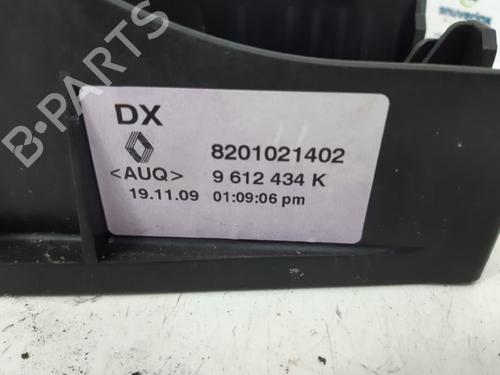 DX
8201021402
<AUQ> 9 612 434 K
19.11.09 01:09:06 pm
B-PARTS